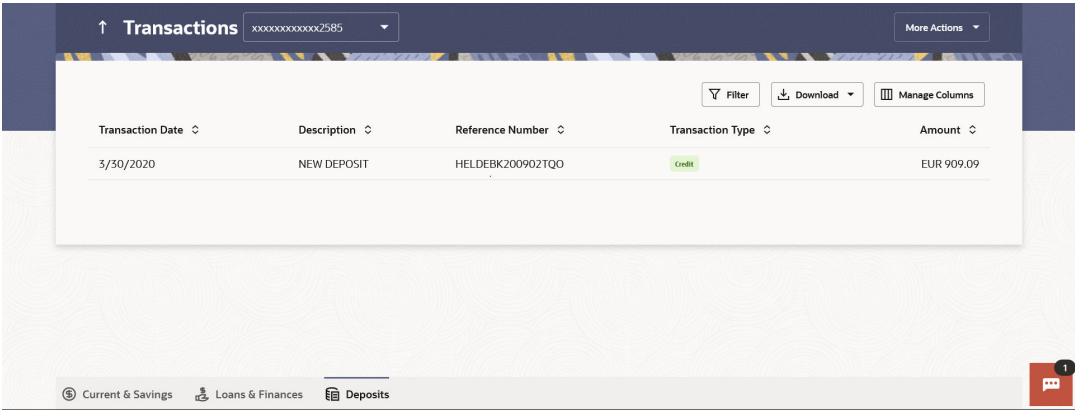 Transactions xxxxxxxxxxxx2585 More Actions
Filter Download Manage Columns
Transaction Date Description Reference Number Transaction Type Amount
3/30/2020 NEW DEPOSIT HELDEBK200902TQO Credit EUR 909.09
1
Current & Savings Loans & Finances Deposits